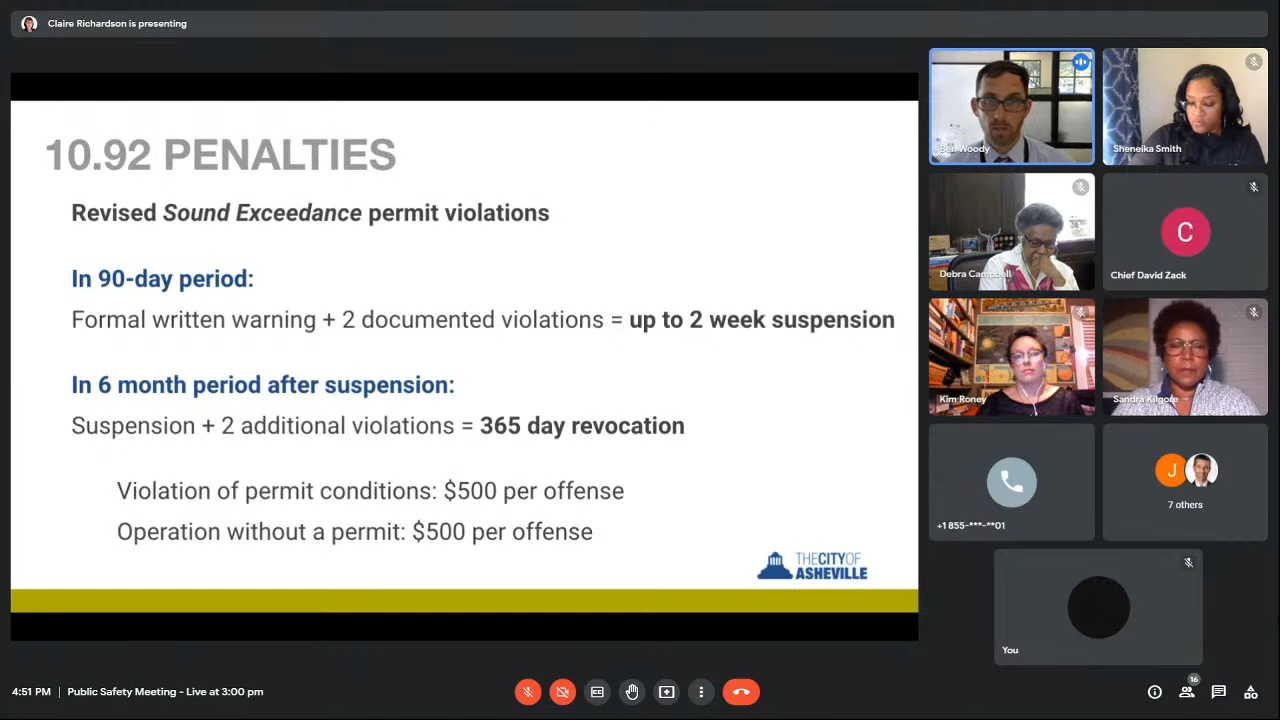 Claire Richardson is presenting
10.92 PENALTIES
Revised Sound Exceedance permit violations
In 90-day period:
Formal written warning + 2 documented violations = up to 2 week suspension
In 6 month period after suspension:
Suspension + 2 additional violations = 365 day revocation
Violation of permit conditions: $500 per offense
Operation without a permit: $500 per offense
THE CITY OF
ASHEVILLE
Ben Woody
Sheneika Smith
Debra Campbell
C
Chief David Zack
Kim Roney
Sandra Kilgore
+1 855-***-**01
J
7 others
You
4:51 PM | Public Safety Meeting - Live at 3:00 pm
CC
16